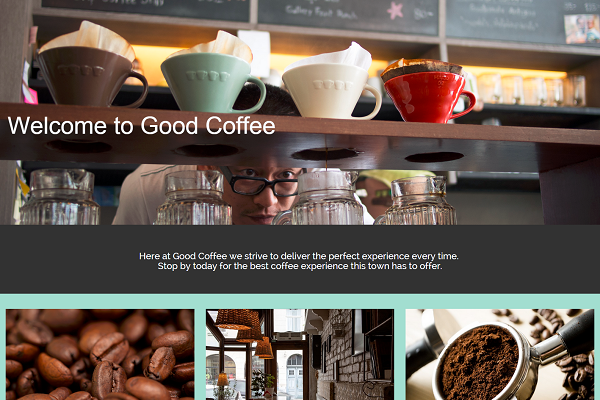 Welcome to Good Coffee
Here at Good Coffee we strive to deliver the perfect experience every time.
Stop by today for the best coffee experience this town has to offer.